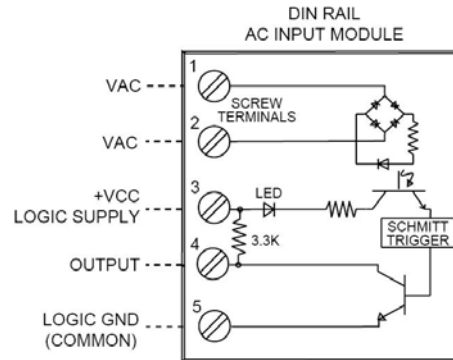 DIN RAIL
AC INPUT MODULE
1
VAC
SCREW
TERMINALS
2
VAC
3
+VCC
LOGIC SUPPLY
LED
3.3K
SCHMITT
TRIGGER
4
OUTPUT
5
LOGIC GND
(COMMON)